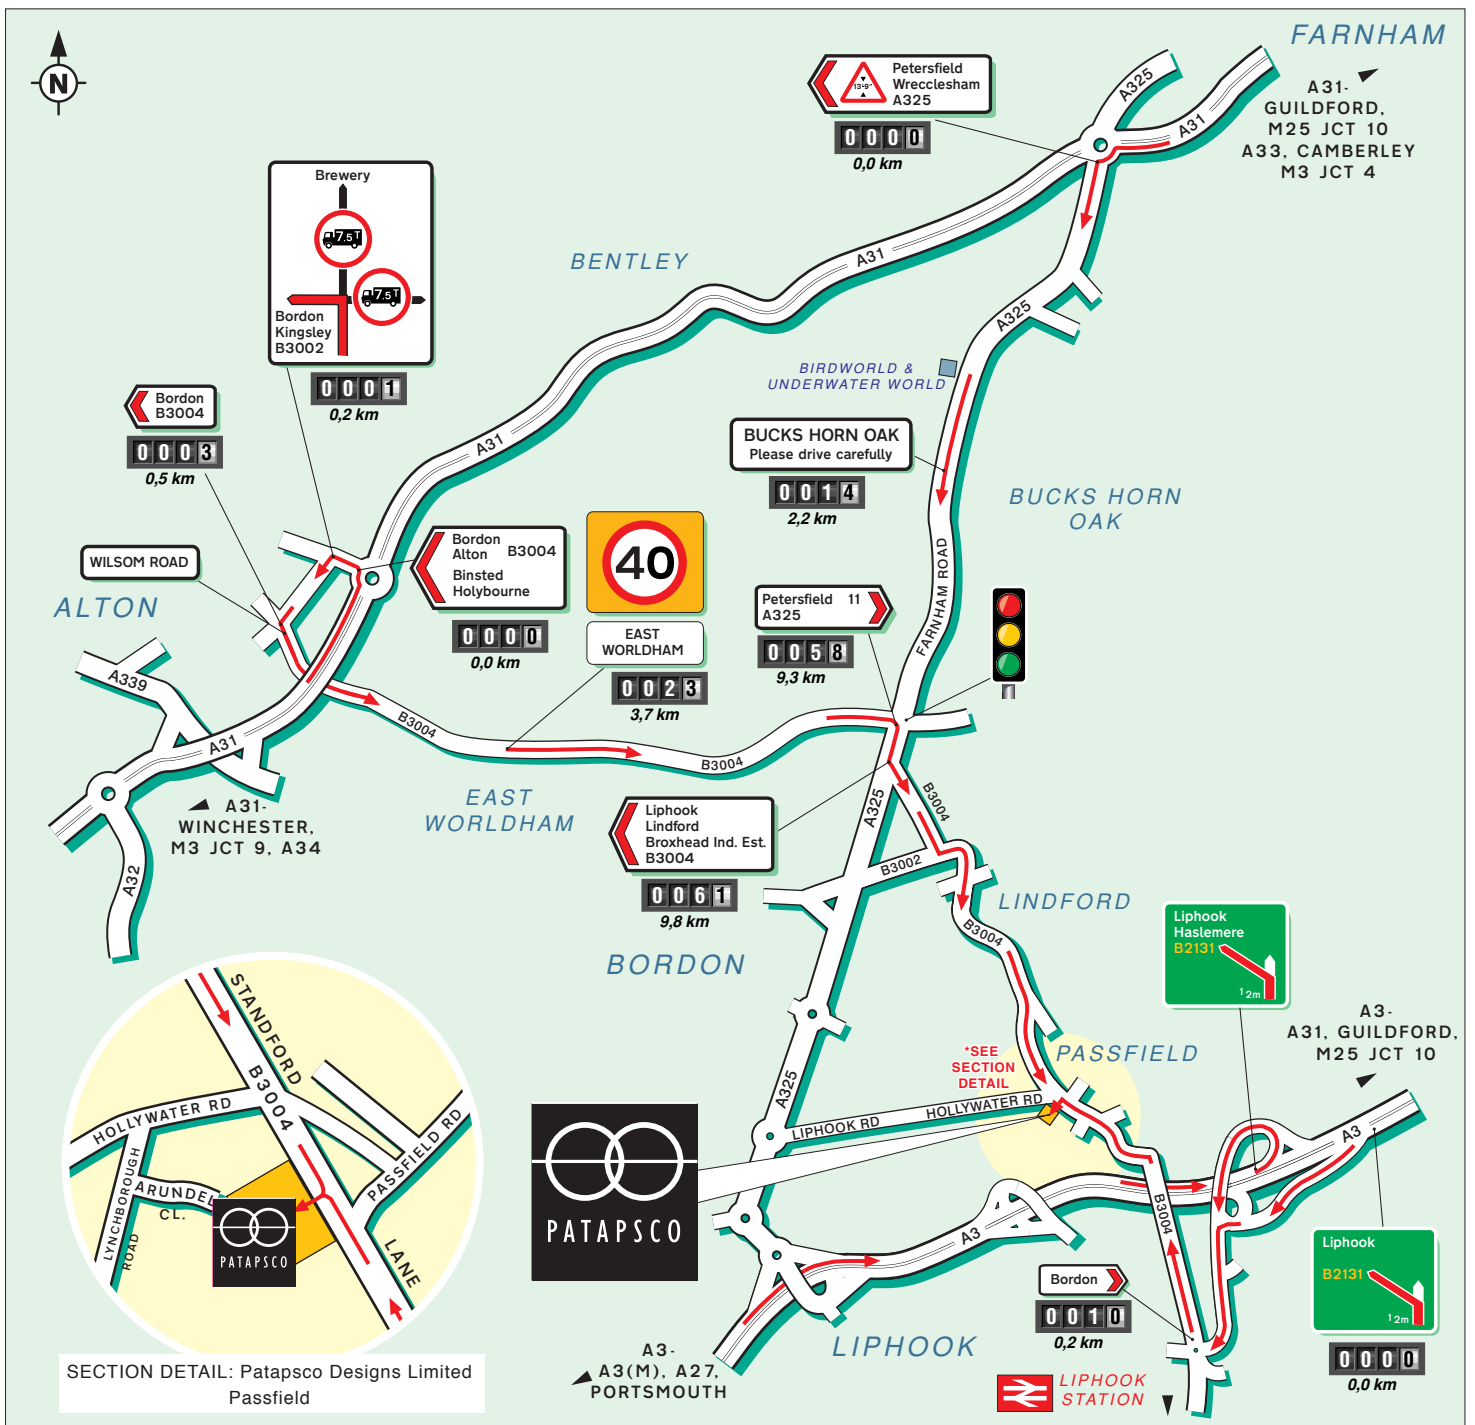 N
FARNHAM
A31-
GUILDFORD,
M25 JCT 10
A33, CAMBERLEY
M3 JCT 4
A325
A31
13'9"
Petersfield
Wrecclesham
A325
0000
0,0 km
Brewery
7.5T
7.5T
Bordon
Kingsley
B3002
0001
0,2 km
BENTLEY
A31
A325
BIRDWORLD &
UNDERWATER WORLD
Bordon
B3004
0003
0,5 km
A31
BUCKS HORN OAK
Please drive carefully
0014
2,2 km
BUCKS HORN
OAK
WILSOM ROAD
ALTON
Bordon
Alton B3004
Binsted
Holybourne
0000
0,0 km
40
EAST
WORLDHAM
0023
3,7 km
Petersfield 11
A325
0058
9,3 km
FARNHAM ROAD
A339
A31
B3004
B3004
EAST
WORLDHAM
A31-
WINCHESTER,
M3 JCT 9, A34
A32
Liphook
Lindford
Broxhead Ind. Est.
B3004
0061
9,8 km
A325
B3004
B3002
LINDFORD
B3004
BORDON
Liphook
Haslemere
B2131
1 2m
A3-
A31, GUILDFORD,
M25 JCT 10
*SEE
SECTION
DETAIL
PASSFIELD
A325
LIPHOOK RD
HOLLYWATER RD
A3
PATAPSCO
A3
B3004
Liphook
B2131
1 2m
0000
0,0 km
Bordon
0010
0,2 km
LIPHOOK
LIPHOOK
STATION
A3-
A3(M), A27,
PORTSMOUTH
STANDFORD
B3004
HOLLYWATER RD
LYNCHBOROUGH
ROAD
ARUNDEL
CL.
PASSFIELD RD
PATAPSCO
LANE
SECTION DETAIL: Patapsco Designs Limited
Passfield